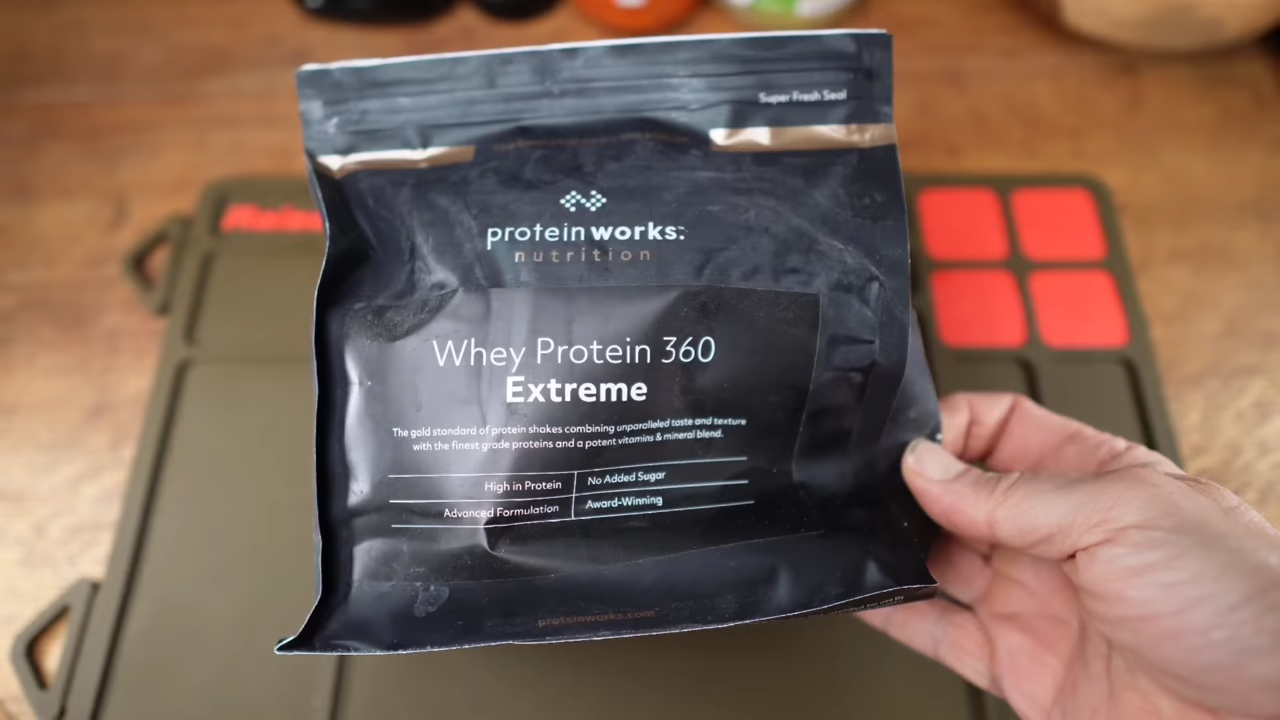 Super Fresh Seal
protein works:
nutrition
Whey Protein 360
Extreme
The gold standard of protein shakes combining unparalleled taste and texture
with the finest grade proteins and a potent vitamins & mineral blend.
High in Protein
No Added Sugar
Advanced Formulation
Award-Winning
proteinworks.com